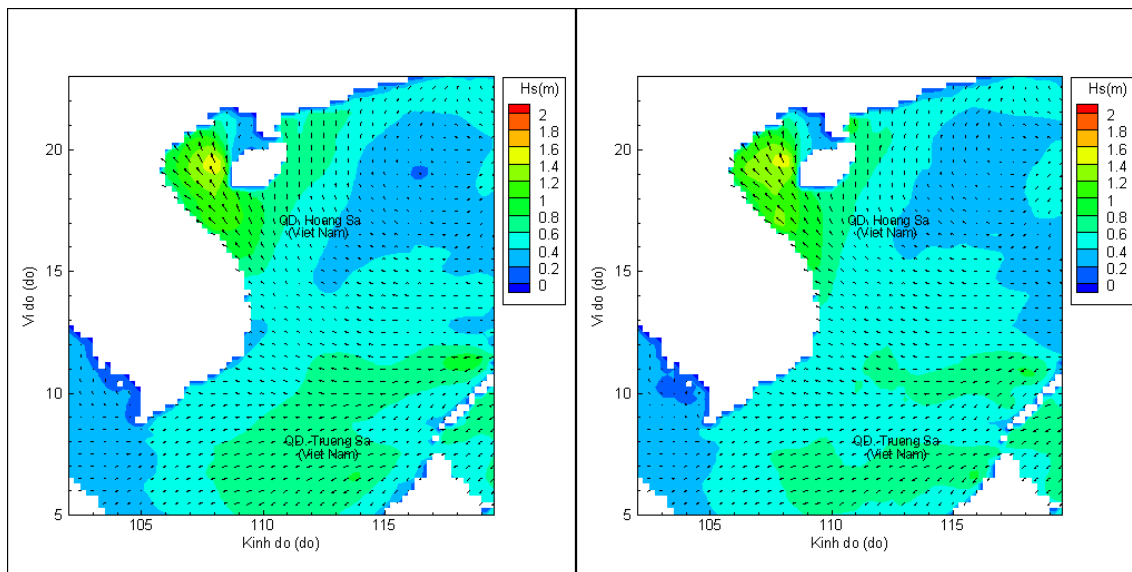 Hs(m)
2
1.8
1.6
1.4
1.2
1
0.8
0.6
0.4
0.2
0
20
15
10
5
Vi do (do)
QD. Hoang Sa
(Viet Nam)
QD. Truong Sa
(Viet Nam)
105
110
115
Kinh do (do)
Hs(m)
2
1.8
1.6
1.4
1.2
1
0.8
0.6
0.4
0.2
0
20
15
10
5
Vi do (do)
QD. Hoang Sa
(Viet Nam)
QD. Truong Sa
(Viet Nam)
105
110
115
Kinh do (do)